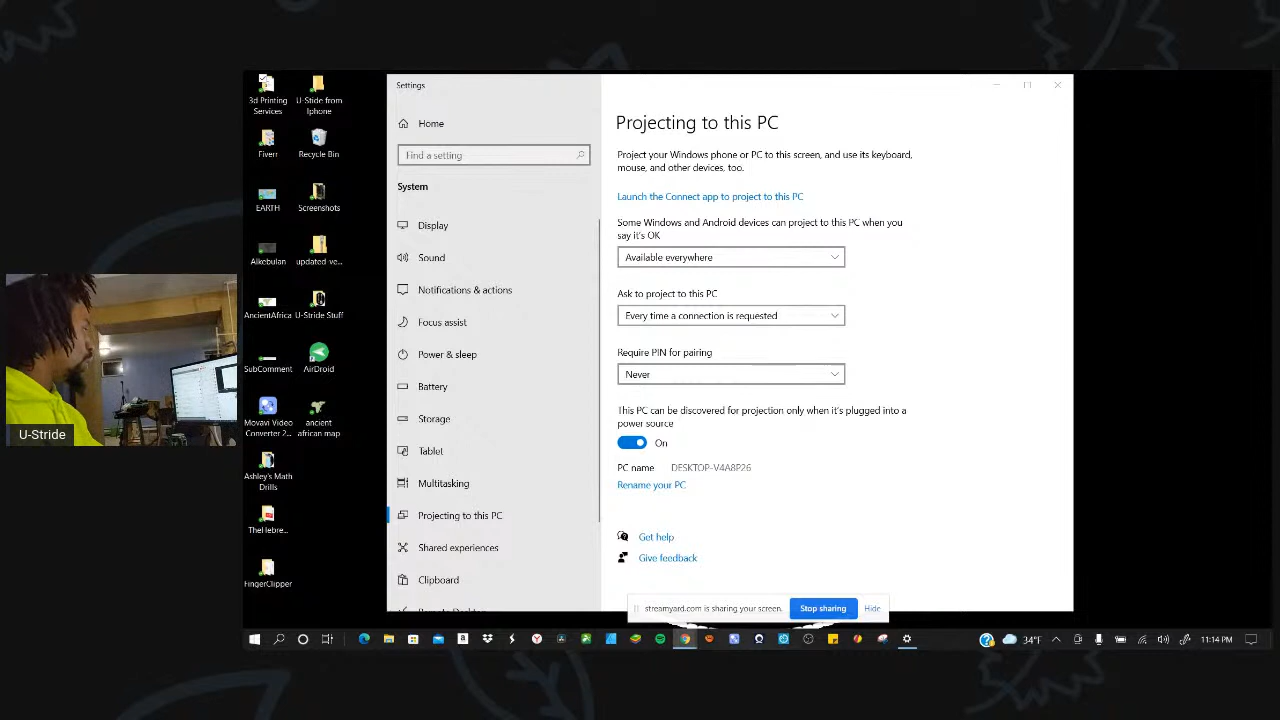 3d Printing
Services
U-Stide from
Iphone
Fiverr
Recycle Bin
EARTH
Screenshots
Alkebulan
updated-ve...
AncientAfrica
U-Stride Stuff
SubComment
AirDroid
Movavi Video
Converter 2...
ancient
african map
Ashley's Math
Drills
TheHebre...
FingerClipper
U-Stride
Settings
Home
Find a setting
System
Display
Sound
Notifications & actions
Focus assist
Power & sleep
Battery
Storage
Tablet
Multitasking
Projecting to this PC
Shared experiences
Clipboard
Remote Desktop
Projecting to this PC
Project your Windows phone or PC to this screen, and use its keyboard,
mouse, and other devices, too.
Launch the Connect app to project to this PC
Some Windows and Android devices can project to this PC when you
say it's OK
Available everywhere
Ask to project to this PC
Every time a connection is requested
Require PIN for pairing
Never
This PC can be discovered for projection only when it's plugged into a
power source
On
PC name DESKTOP-V4A8P26
Rename your PC
Get help
Give feedback
streamyard.com is sharing your screen.
Stop sharing
Hide
34°F
11:14 PM